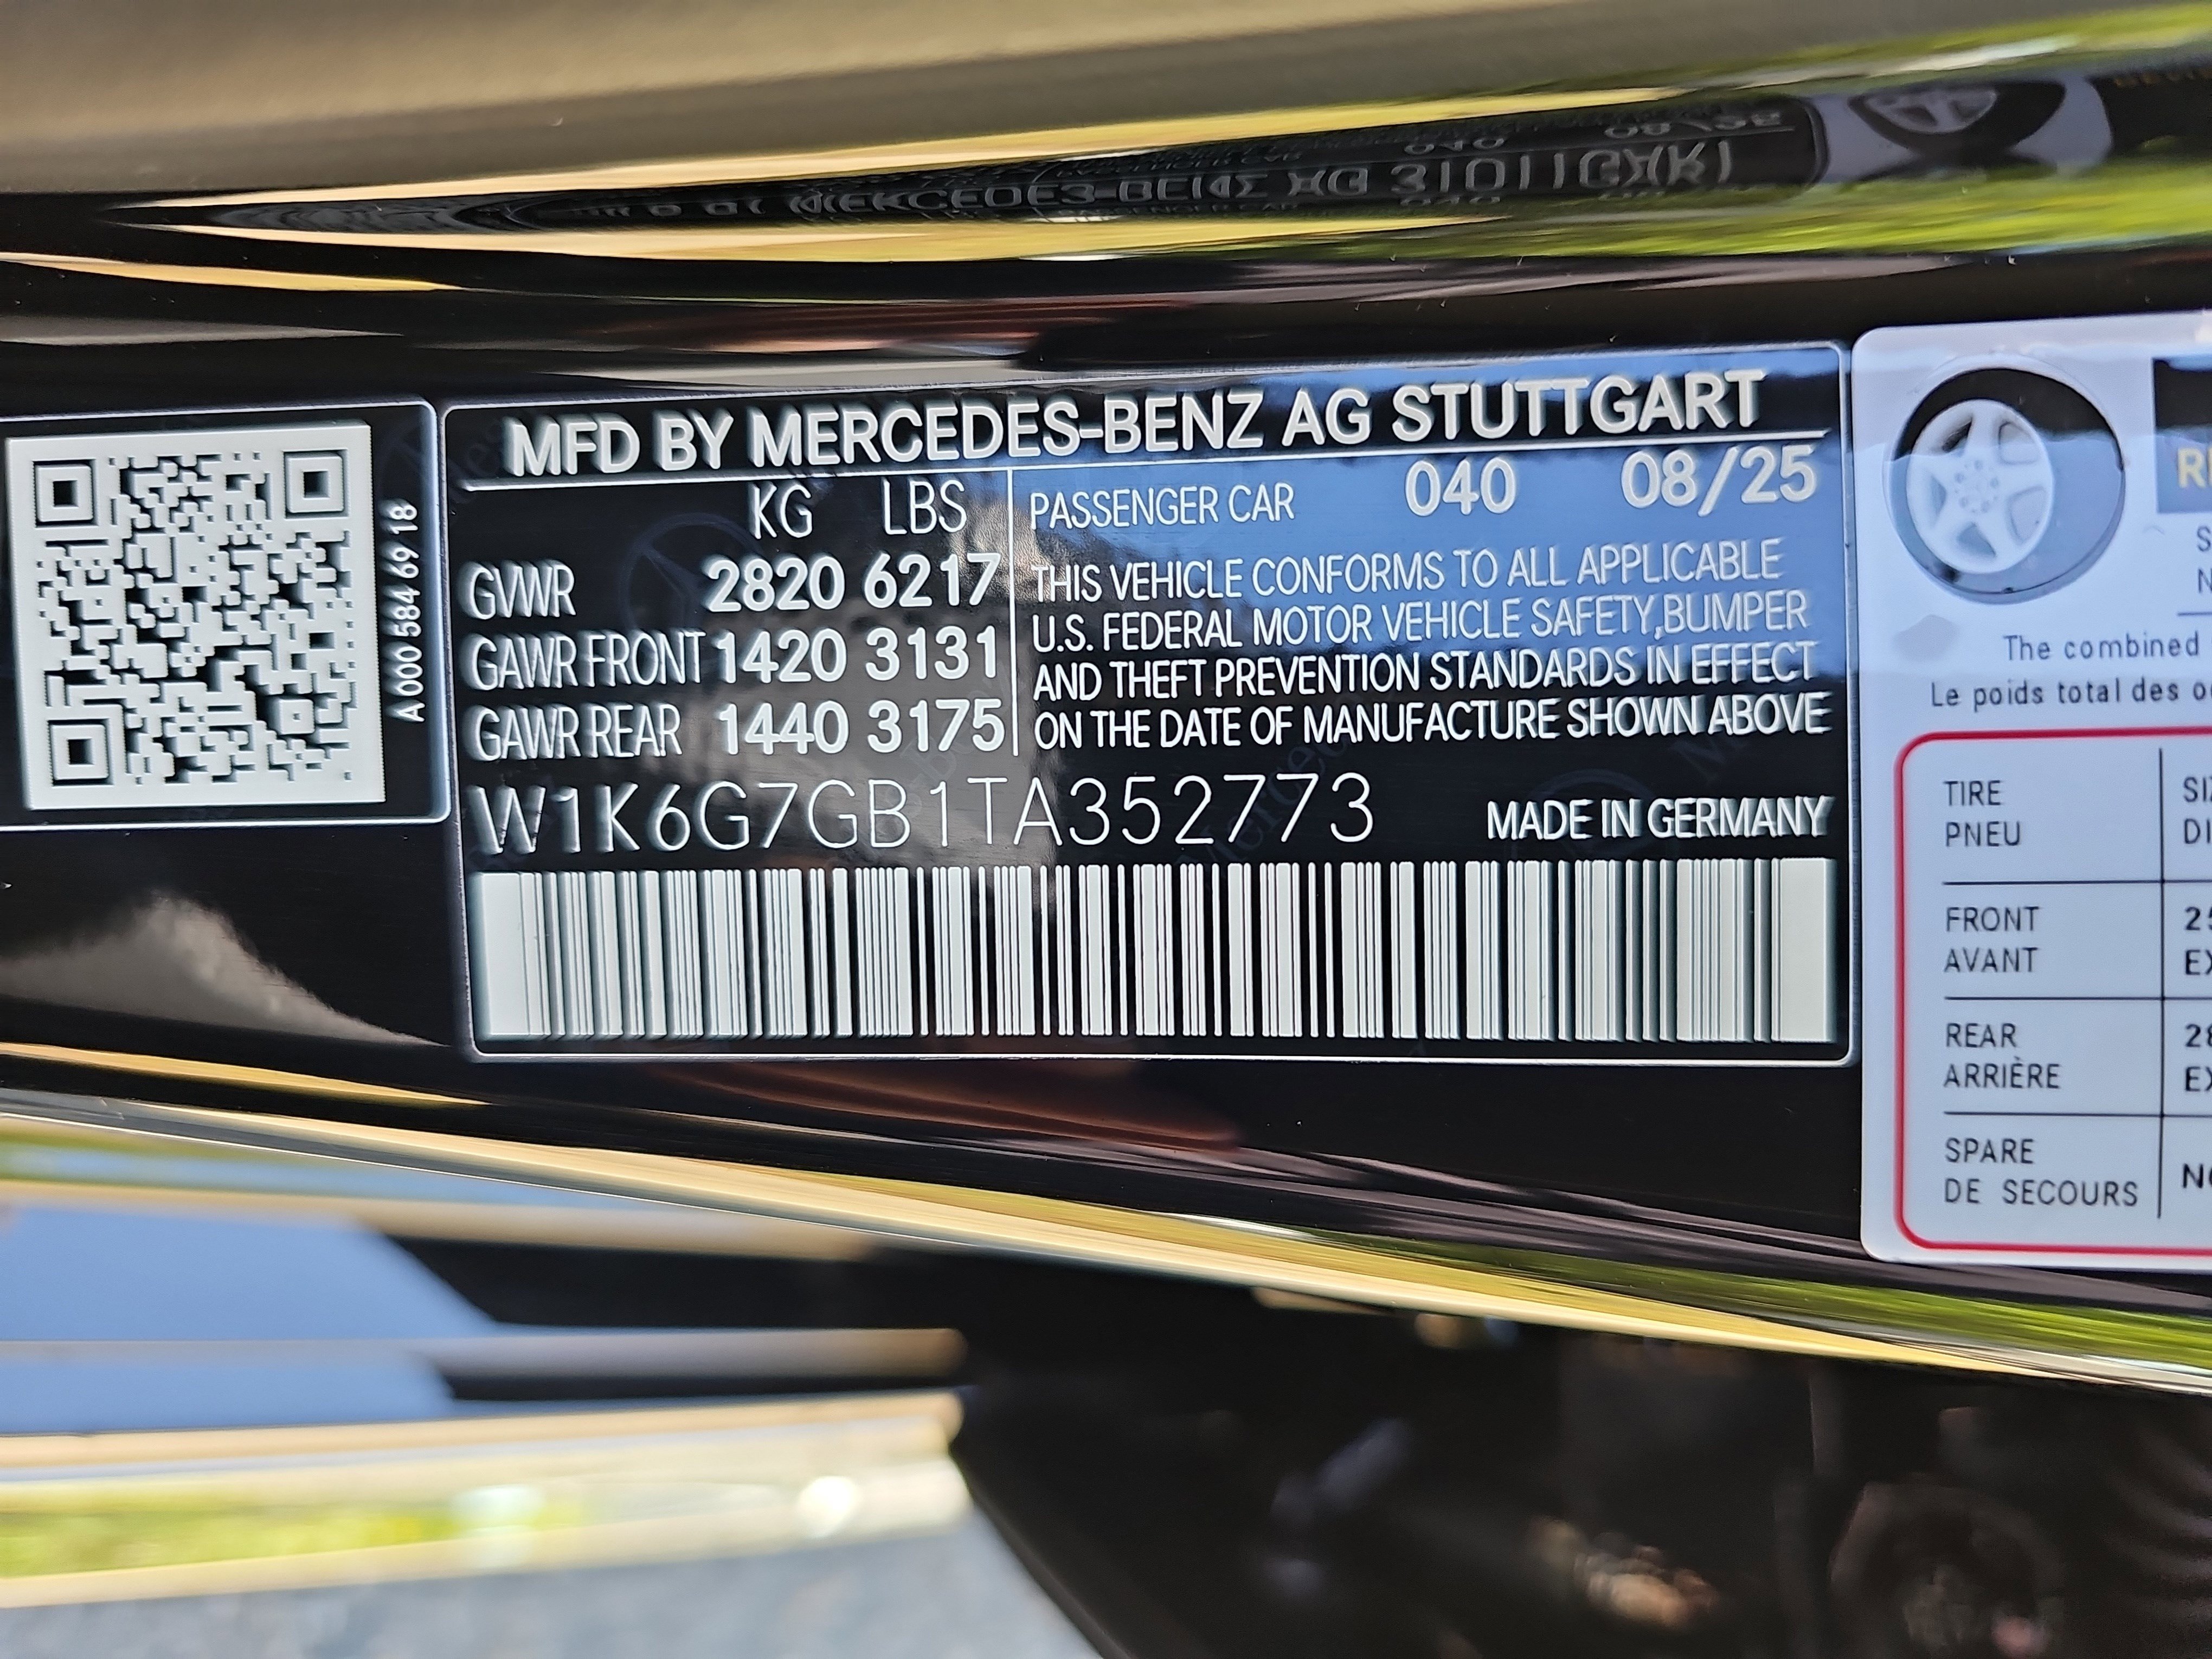 MFD BY MERCEDES-BENZ AG STUTTGART
KG LBS
GVWR 2820 6217
GAWR FRONT 1420 3131
GAWR REAR 1440 3175
PASSENGER CAR 040 08/25
THIS VEHICLE CONFORMS TO ALL APPLICABLE
U.S. FEDERAL MOTOR VEHICLE SAFETY,BUMPER
AND THEFT PREVENTION STANDARDS IN EFFECT
ON THE DATE OF MANUFACTURE SHOWN ABOVE
W1K6G7GB1TA352773
MADE IN GERMANY
A 000 584 69 18
The combined
Le poids total des
TIRE
PNEU
FRONT
AVANT
REAR
ARRIÈRE
SPARE
DE SECOURS